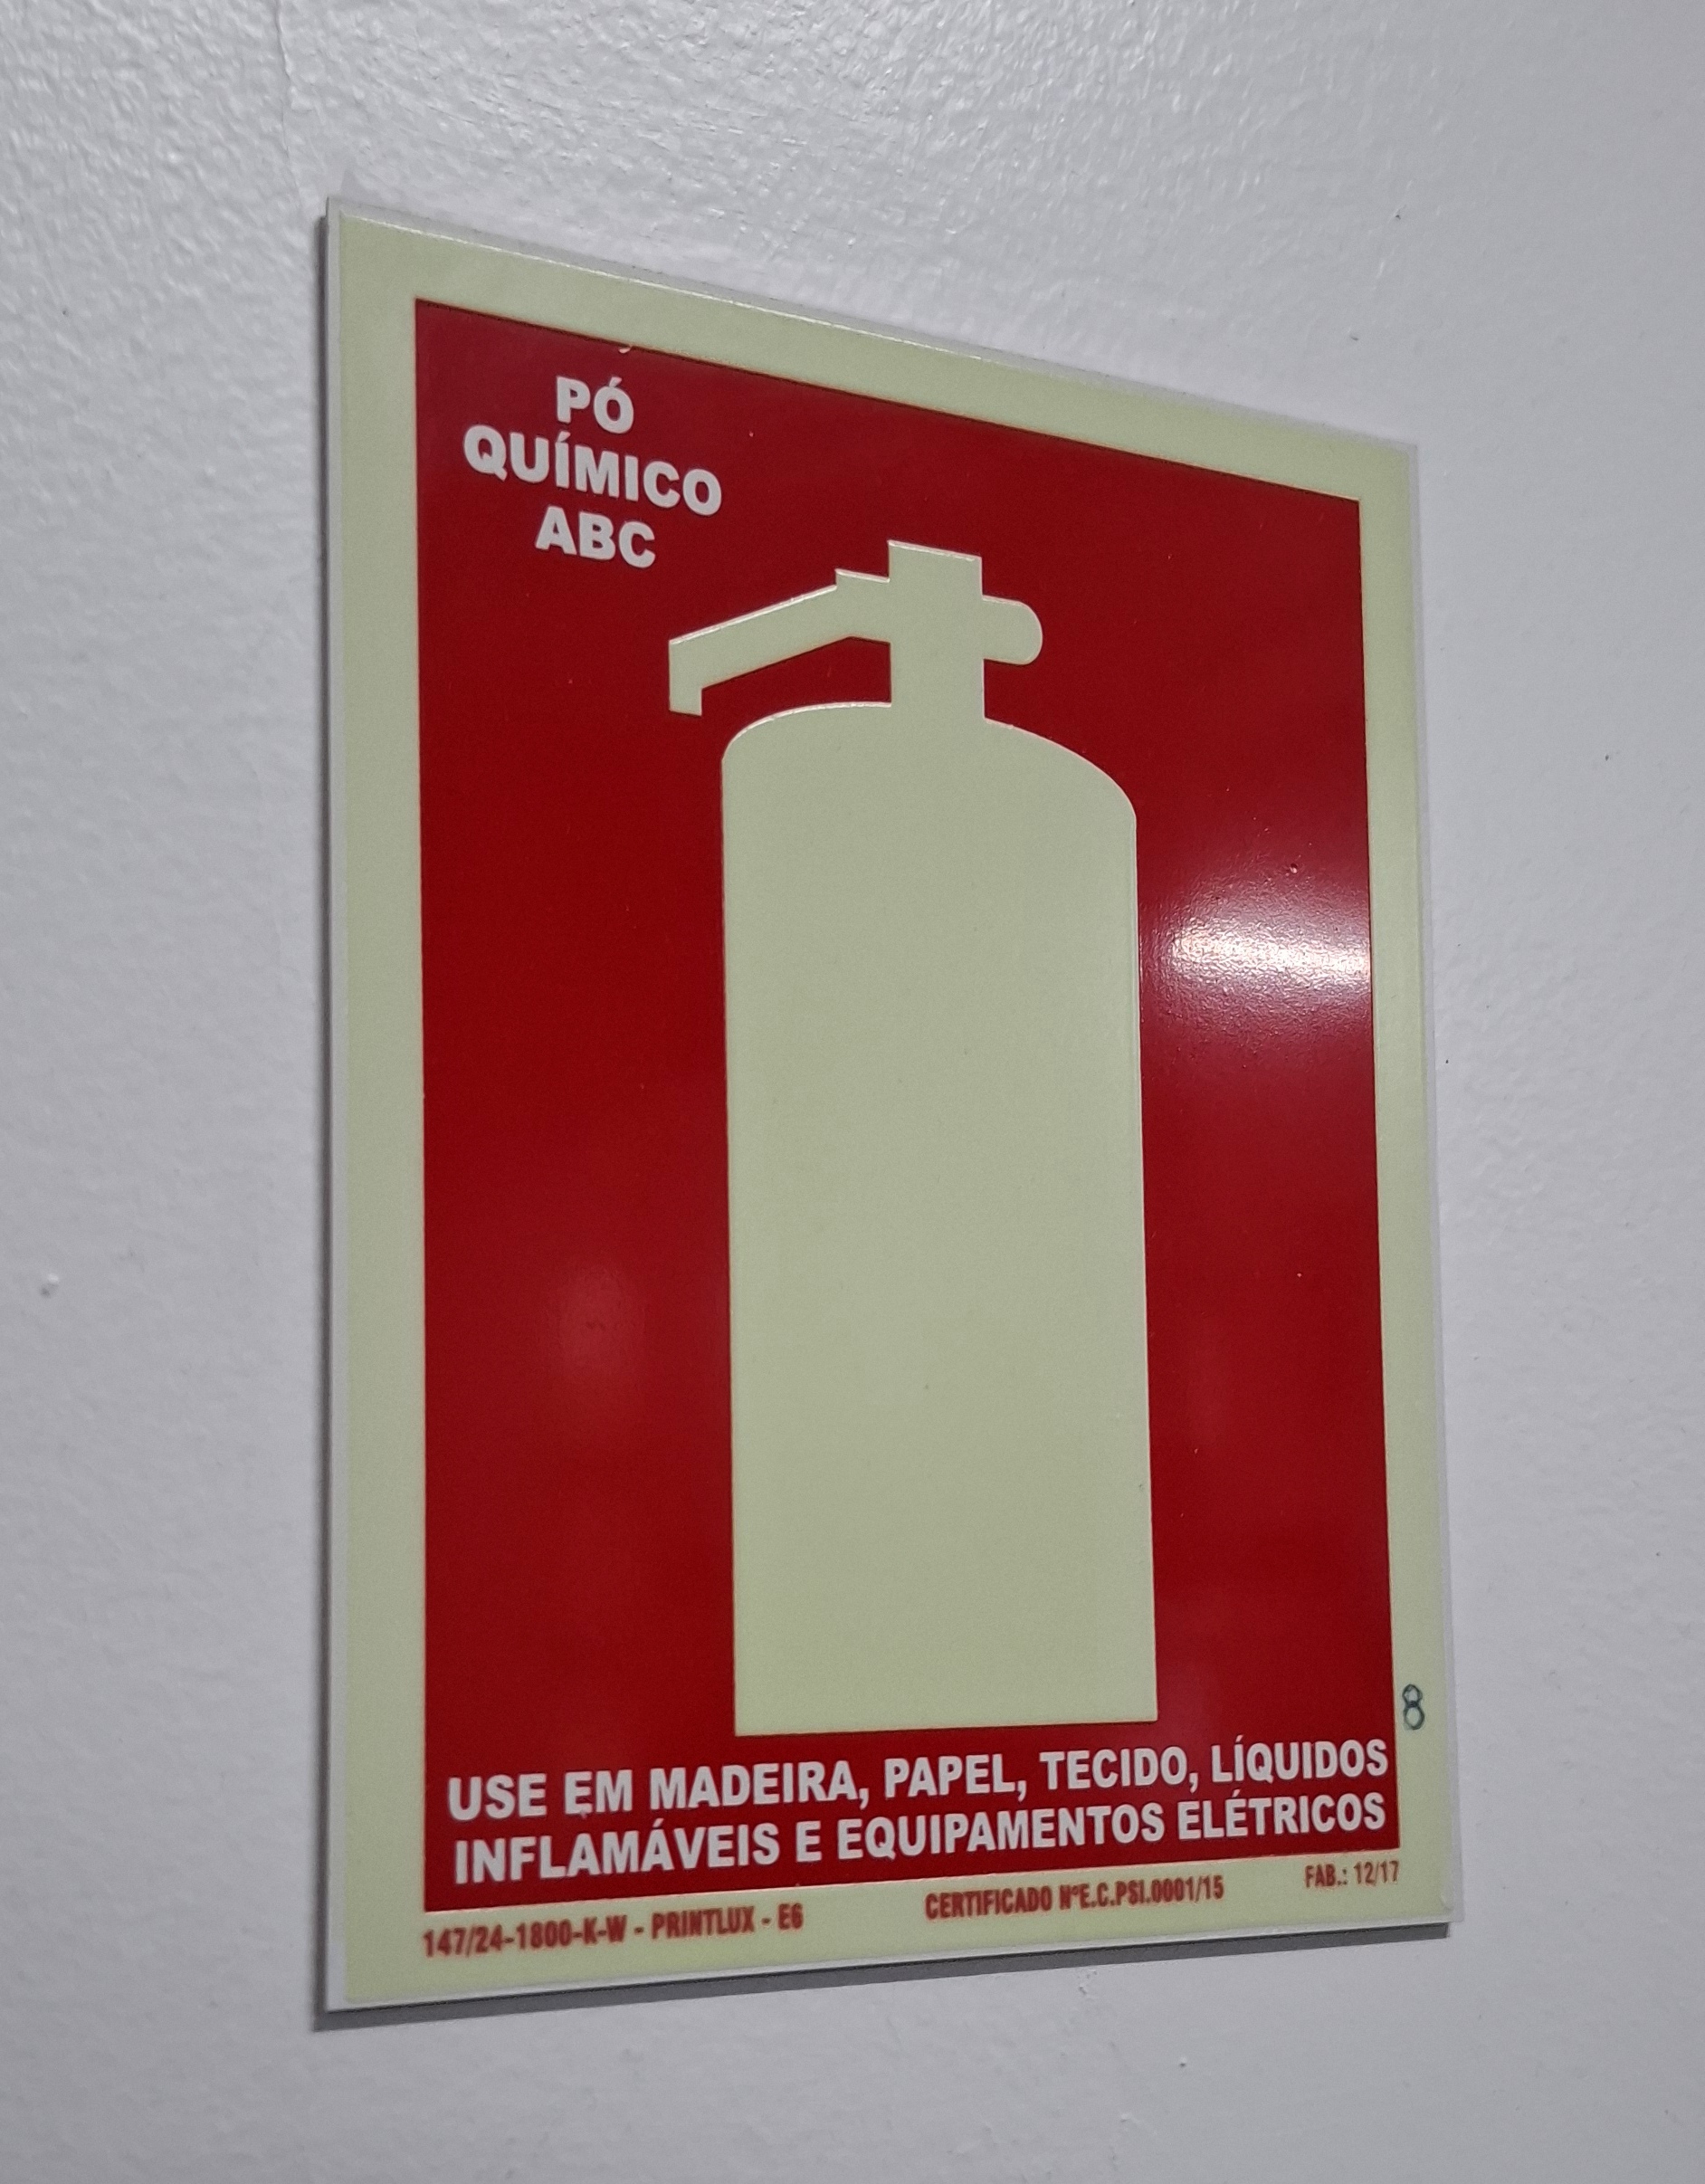 PÓ
QUÍMICO
ABC
8
USE EM MADEIRA, PAPEL, TECIDO, LÍQUIDOS
INFLAMÁVEIS E EQUIPAMENTOS ELÉTRICOS
147/24-1800-K-W - PRINTLUX - E6 CERTIFICADO NºE.C.PSI.0001/15 FAB.: 12/17